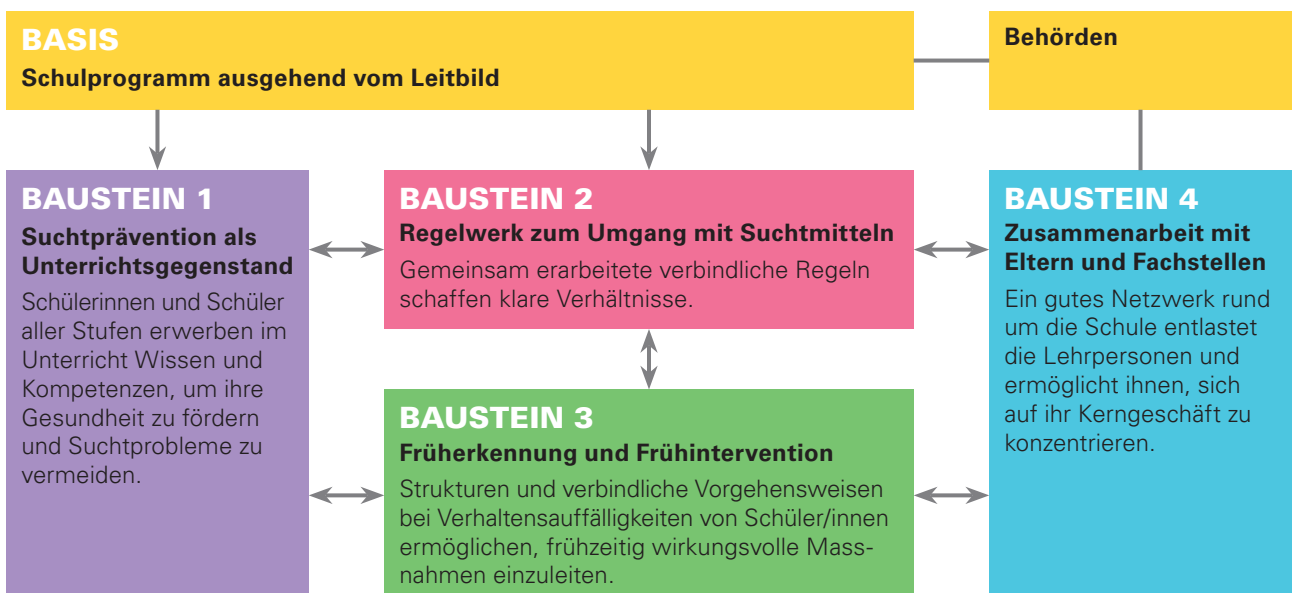 BASIS
Schulprogramm ausgehend vom Leitbild
Behörden
BAUSTEIN 1
Suchtprävention als
Unterrichtsgegenstand
Schülerinnen und Schüler
aller Stufen erwerben im
Unterricht Wissen und
Kompetenzen, um ihre
Gesundheit zu fördern
und Suchtprobleme zu
vermeiden.
BAUSTEIN 2
Regelwerk zum Umgang mit Suchtmitteln
Gemeinsam erarbeitete verbindliche Regeln
schaffen klare Verhältnisse.
BAUSTEIN 3
Früherkennung und Frühintervention
Strukturen und verbindliche Vorgehensweisen
bei Verhaltensauffälligkeiten von Schüler/innen
ermöglichen, frühzeitig wirkungsvolle Mass-
nahmen einzuleiten.
BAUSTEIN 4
Zusammenarbeit mit
Eltern und Fachstellen
Ein gutes Netzwerk rund
um die Schule entlastet
die Lehrpersonen und
ermöglicht ihnen, sich
auf ihr Kerngeschäft zu
konzentrieren.